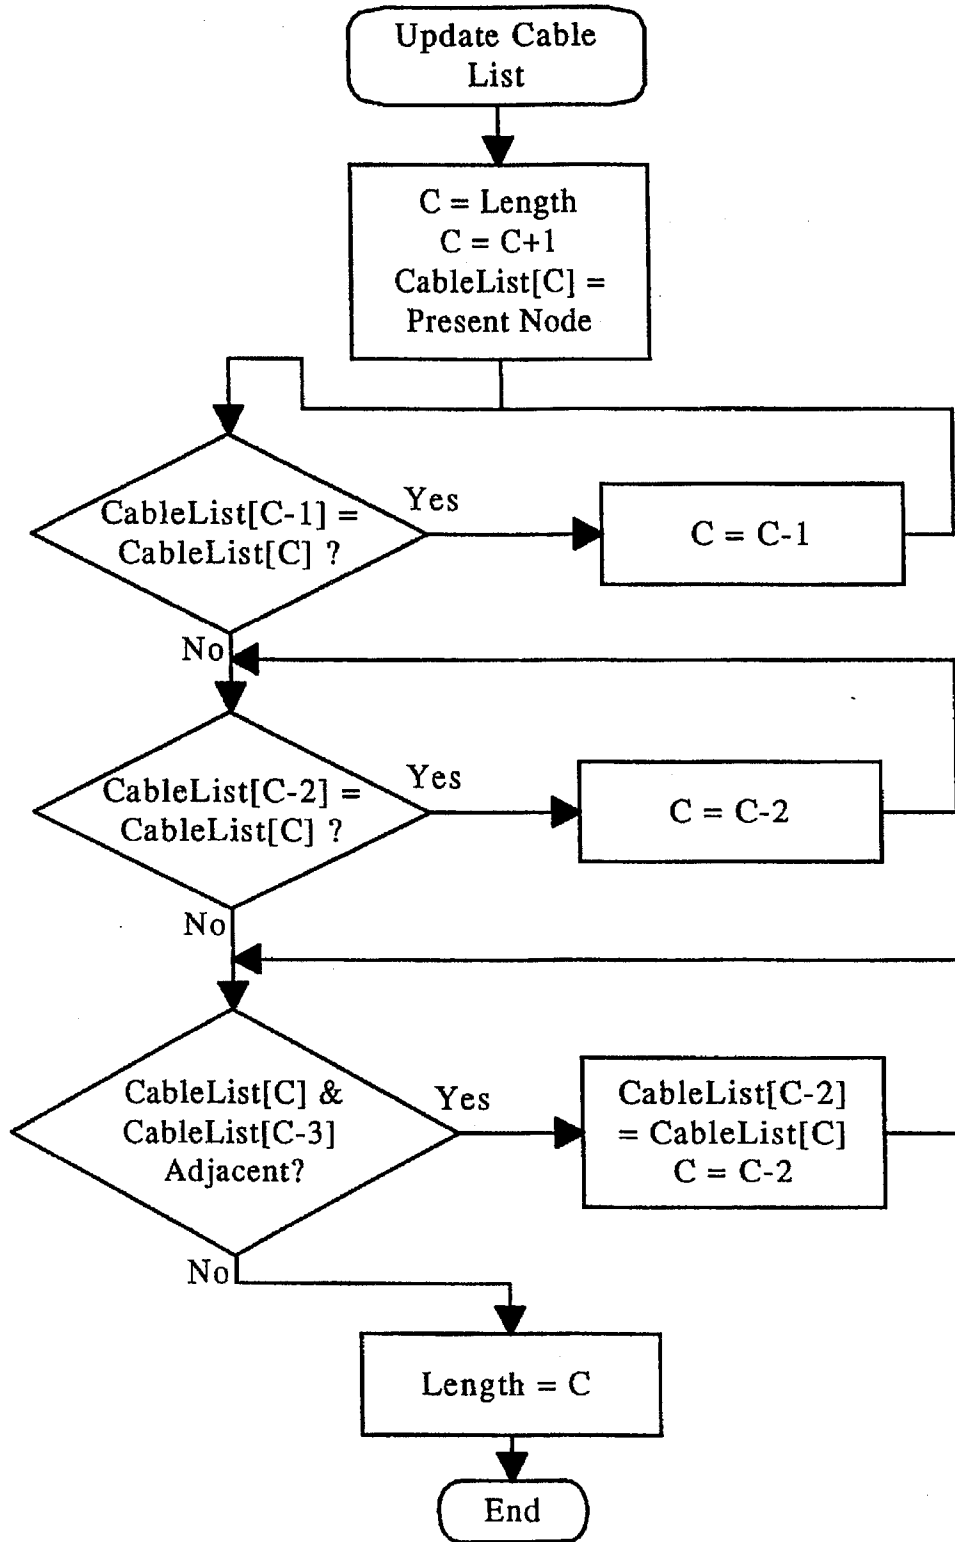 Update Cable
List
C = Length
C = C+1
CableList[C] =
Present Node
CableList[C-1] =
CableList[C] ?
Yes
C = C-1
No
CableList[C-2] =
CableList[C] ?
Yes
C = C-2
No
CableList[C] &
CableList[C-3]
Adjacent?
Yes
CableList[C-2]
= CableList[C]
C = C-2
No
Length = C
End